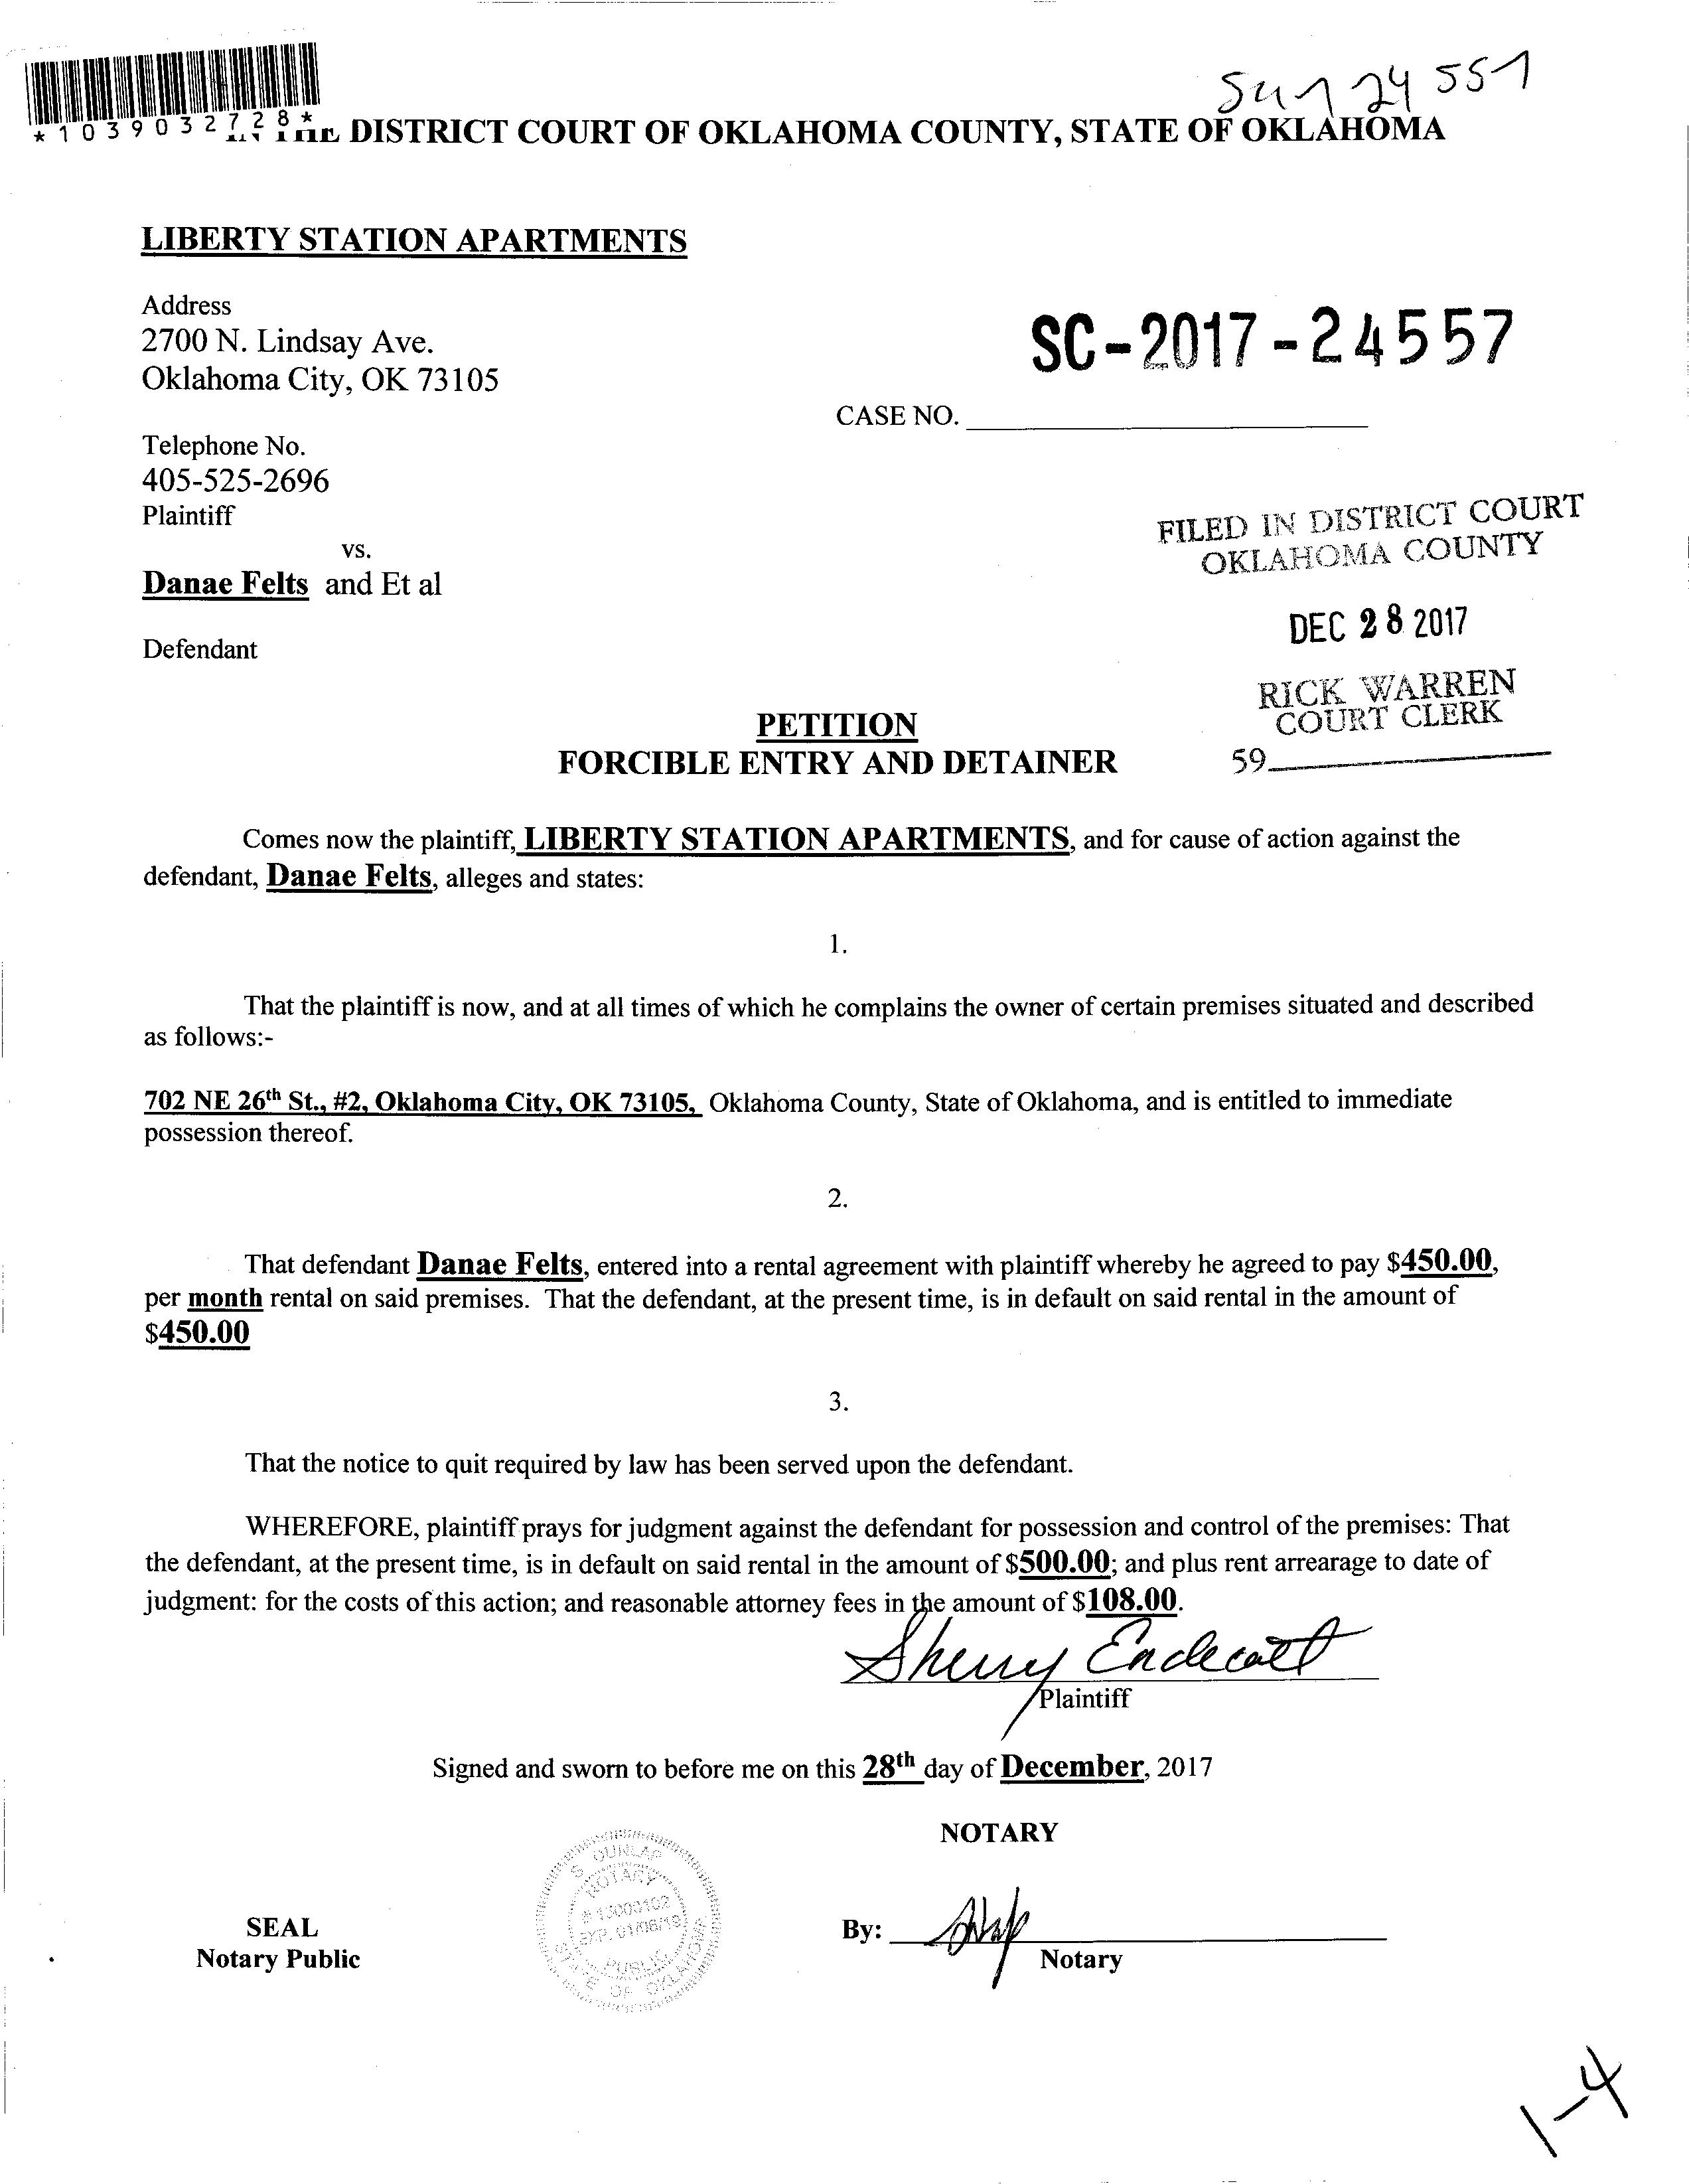 *1039032728*
THE DISTRICT COURT OF OKLAHOMA COUNTY, STATE OF OKLAHOMA
LIBERTY STATION APARTMENTS
Address
2700 N. Lindsay Ave.
Oklahoma City, OK 73105
SC-2017-24557
CASE NO.
Telephone No.
405-525-2696
Plaintiff
vs.
Danae Felts and Et al
Defendant
FILED IN DISTRICT COURT
OKLAHOMA COUNTY
DEC 28 2017
RICK WARREN
COURT CLERK
59
PETITION
FORCIBLE ENTRY AND DETAINER
Comes now the plaintiff, LIBERTY STATION APARTMENTS, and for cause of action against the
defendant, Danae Felts, alleges and states:
1.
That the plaintiff is now, and at all times of which he complains the owner of certain premises situated and described
as follows:-
702 NE 26th St., #2, Oklahoma City, OK 73105, Oklahoma County, State of Oklahoma, and is entitled to immediate
possession thereof.
2.
That defendant Danae Felts, entered into a rental agreement with plaintiff whereby he agreed to pay $450.00,
per month rental on said premises. That the defendant, at the present time, is in default on said rental in the amount of
$450.00
3.
That the notice to quit required by law has been served upon the defendant.
WHEREFORE, plaintiff prays for judgment against the defendant for possession and control of the premises: That
the defendant, at the present time, is in default on said rental in the amount of $500.00; and plus rent arrearage to date of
judgment: for the costs of this action; and reasonable attorney fees in the amount of $108.00.
Sherry Endecott
Plaintiff
Signed and sworn to before me on this 28th day of December, 2017
NOTARY
S DUNLAP
NOTARY
# 13000102
EXP. 01/06/19
PUBLIC
STATE OF OKLAHOMA
SEAL
Notary Public
By:
Notary
1-4